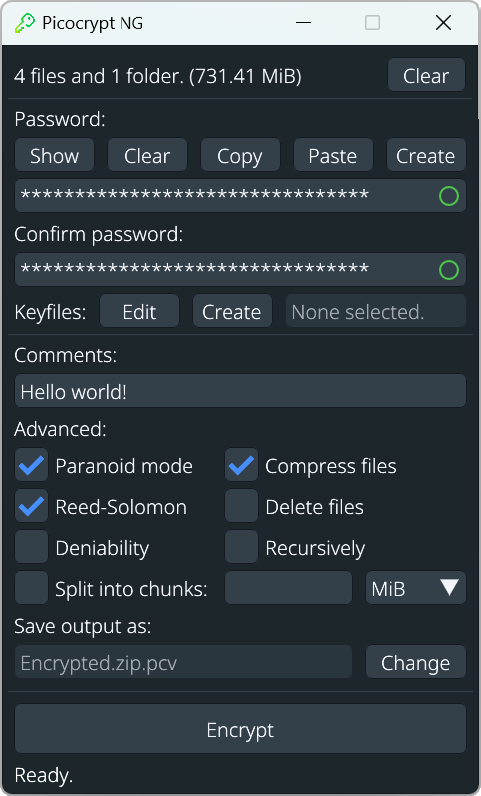 Picocrypt NG
4 files and 1 folder. (731.41 MiB) Clear
Password:
Show Clear Copy Paste Create
********************************
Confirm password:
********************************
Keyfiles: Edit Create None selected.
Comments:
Hello world!
Advanced:
Paranoid mode Compress files
Reed-Solomon Delete files
Deniability Recursively
Split into chunks: MiB
Save output as:
Encrypted.zip.pcv Change
Encrypt
Ready.